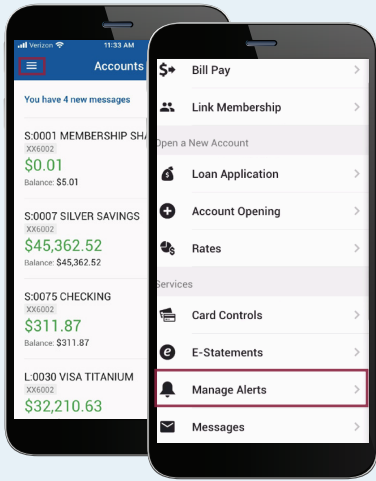 Verizon 11:33 AM
Accounts
You have 4 new messages
S:0001 MEMBERSHIP SHA
XX6002
$0.01
Balance: $5.01
S:0007 SILVER SAVINGS
XX6002
$45,362.52
Balance: $45,362.52
S:0075 CHECKING
XX6002
$311.87
Balance: $311.87
L:0030 VISA TITANIUM
XX6002
$32,210.63
Bill Pay
Link Membership
Open a New Account
Loan Application
Account Opening
Rates
Services
Card Controls
E-Statements
Manage Alerts
Messages